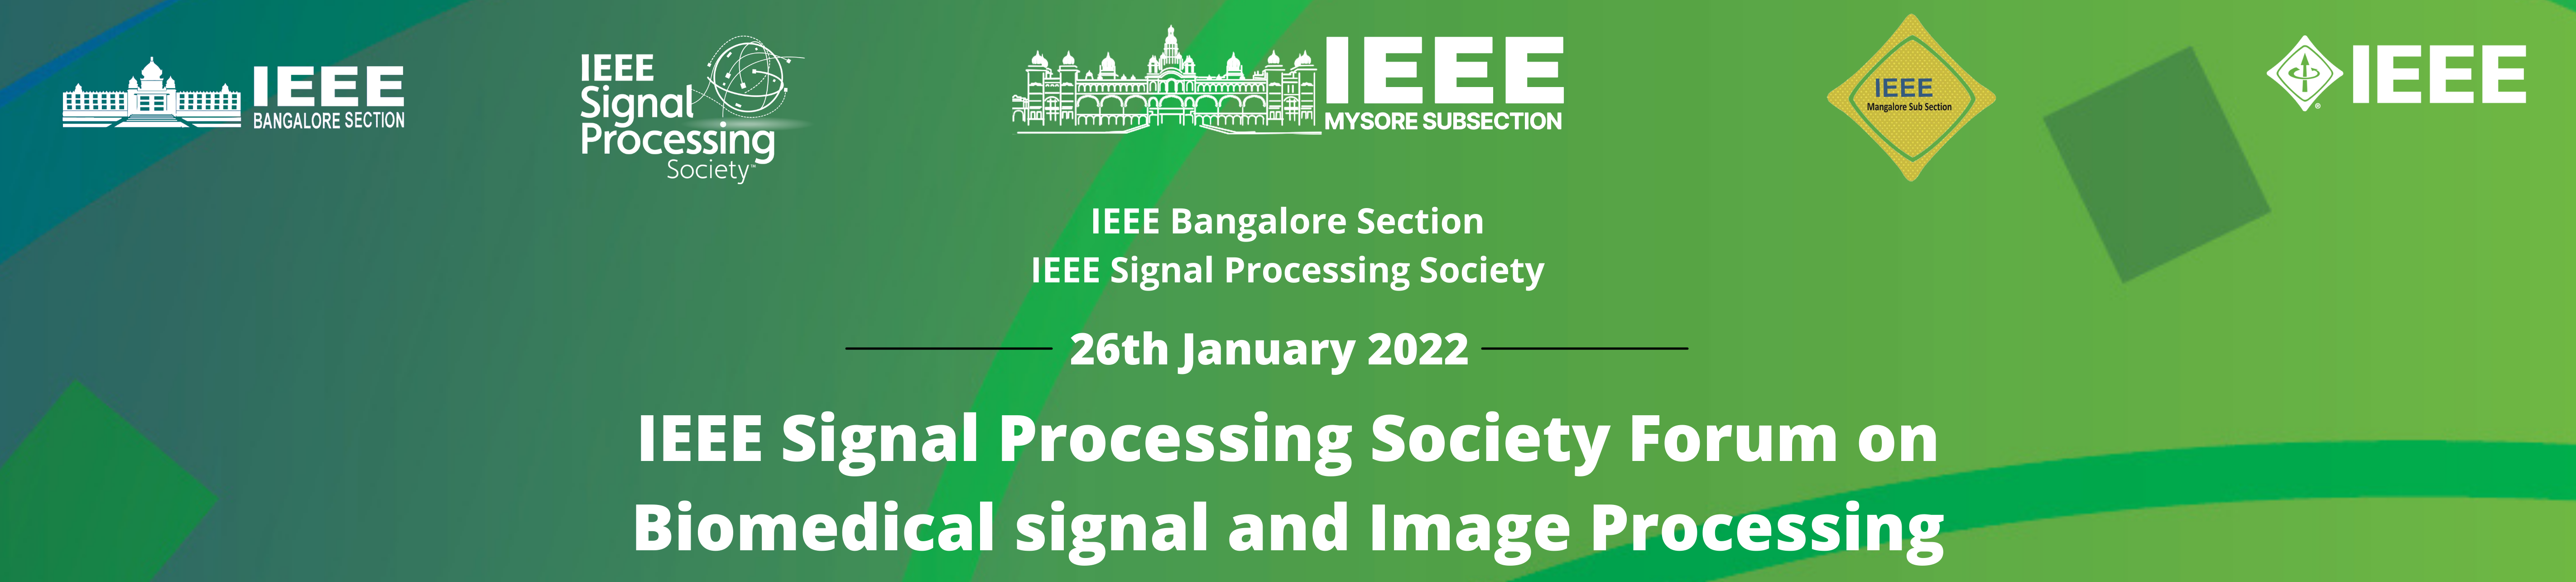 IEEE
BANGALORE SECTION
IEEE
Signal
Processing
Society™
IEEE
MYSORE SUBSECTION
IEEE
Mangalore Sub Section
IEEE
®
IEEE Bangalore Section
IEEE Signal Processing Society
26th January 2022
IEEE Signal Processing Society Forum on
Biomedical signal and Image Processing